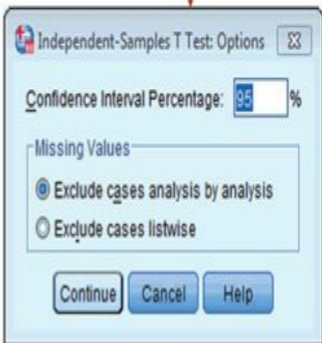 Independent-Samples T Test: Options
Confidence Interval Percentage: 95 %
Missing Values
Exclude cases analysis by analysis
Exclude cases listwise
Continue Cancel Help